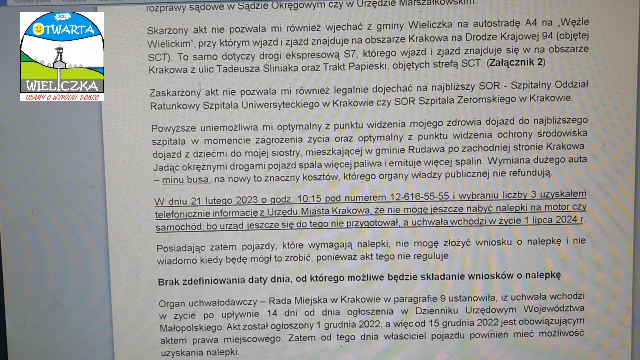 rozprawy sądowe w Sądzie Okręgowym czy w Urzędzie Marszałkowskim.
OTWARTA
WIELICZKA
DBAMY O WSPÓLNE DOBRO
Skarżony akt nie pozwala mi również wjechać z gminy Wieliczka na autostradę A4 na „Węźle
Wielickim", przy którym wjazd i zjazd znajduje na obszarze Krakowa na Drodze Krajowej 94 (objętej
SCT). To samo dotyczy drogi ekspresowej S7, którego wjazd i zjazd znajduje się w na obszarze
Krakowa z ulic Tadeusza Śliniaka oraz Trakt Papieski, objętych strefą SCT. (Załącznik 2)
Zaskarżony akt nie pozwala mi również legalnie dojechać na najbliższy SOR - Szpitalny Oddział
Ratunkowy Szpitala Uniwersyteckiego w Krakowie czy SOR Szpitala Żeromskiego w Krakowie.
Powyższe uniemożliwia mi optymalny z punktu widzenia mojego zdrowia dojazd do najbliższego
szpitala w momencie zagrożenia życia oraz optymalny z punktu widzenia ochrony środowiska
dojazd z dziećmi do mojej siostry, mieszkającej w gminie Rudawa po zachodniej stronie Krakowa.
Jadąc okrężnymi drogami pojazd spala więcej paliwa i emituje więcej spalin. Wymiana dużego auta
– minu busa, na nowy to znaczny kosztów, którego organy władzy publicznej nie refundują.
W dniu 21 lutego 2023 o godz. 10:15 pod numerem 12-616-55-55 i wybraniu liczby 3 uzyskałem
telefonicznie informację z Urzędu Miasta Krakowa, że nie mogę jeszcze nabyć nalepki na motor czy
samochód, bo urząd jeszcze się do tego nie przygotował, a uchwała wchodzi w życie 1 lipca 2024 r.
Posiadając zatem pojazdy, które wymagają nalepki, nie mogę złożyć wniosku o nalepkę i nie
wiadomo kiedy będę mógł to zrobić, ponieważ akt tego nie reguluje.
Brak zdefiniowania daty dnia, od którego możliwe będzie składanie wniosków o nalepkę
Organ uchwałodawczy – Rada Miejska w Krakowie w paragrafie 9 ustanowiła, iż uchwała wchodzi
w życie po upływnie 14 dni od dnia ogłoszenia w Dzienniku Urzędowym Województwa
Małopolskiego. Akt został ogłoszony 1 grudnia 2022, a więc od 15 grudnia 2022 jest obowiązującym
aktem prawa miejscowego. Zatem od tego dnia właściciel pojazdu powinien mieć możliwość
uzyskania nalepki.